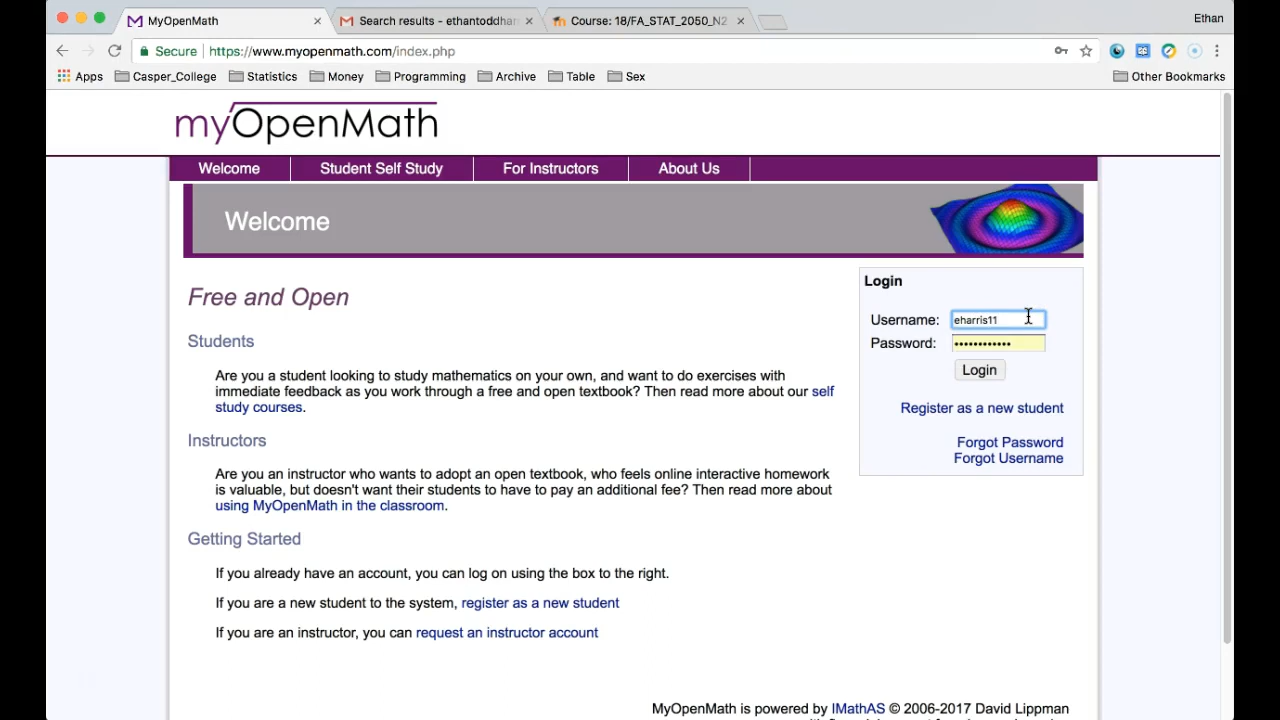 MyOpenMath
Search results - ethantoddhar
Course: 18/FA_STAT_2050_N2
Ethan
Secure
https://www.myopenmath.com/index.php
Apps
Casper_College
Statistics
Money
Programming
Archive
Table
Sex
Other Bookmarks
myOpenMath
Welcome
Student Self Study
For Instructors
About Us
Welcome
Login
Username: eharris11
Password: ••••••••••••
Login
Register as a new student
Forgot Password
Forgot Username
Free and Open
Students
Are you a student looking to study mathematics on your own, and want to do exercises with
immediate feedback as you work through a free and open textbook? Then read more about our self
study courses.
Instructors
Are you an instructor who wants to adopt an open textbook, who feels online interactive homework
is valuable, but doesn't want their students to have to pay an additional fee? Then read more about
using MyOpenMath in the classroom.
Getting Started
If you already have an account, you can log on using the box to the right.
If you are a new student to the system, register as a new student
If you are an instructor, you can request an instructor account
MyOpenMath is powered by IMathAS © 2006-2017 David Lippman